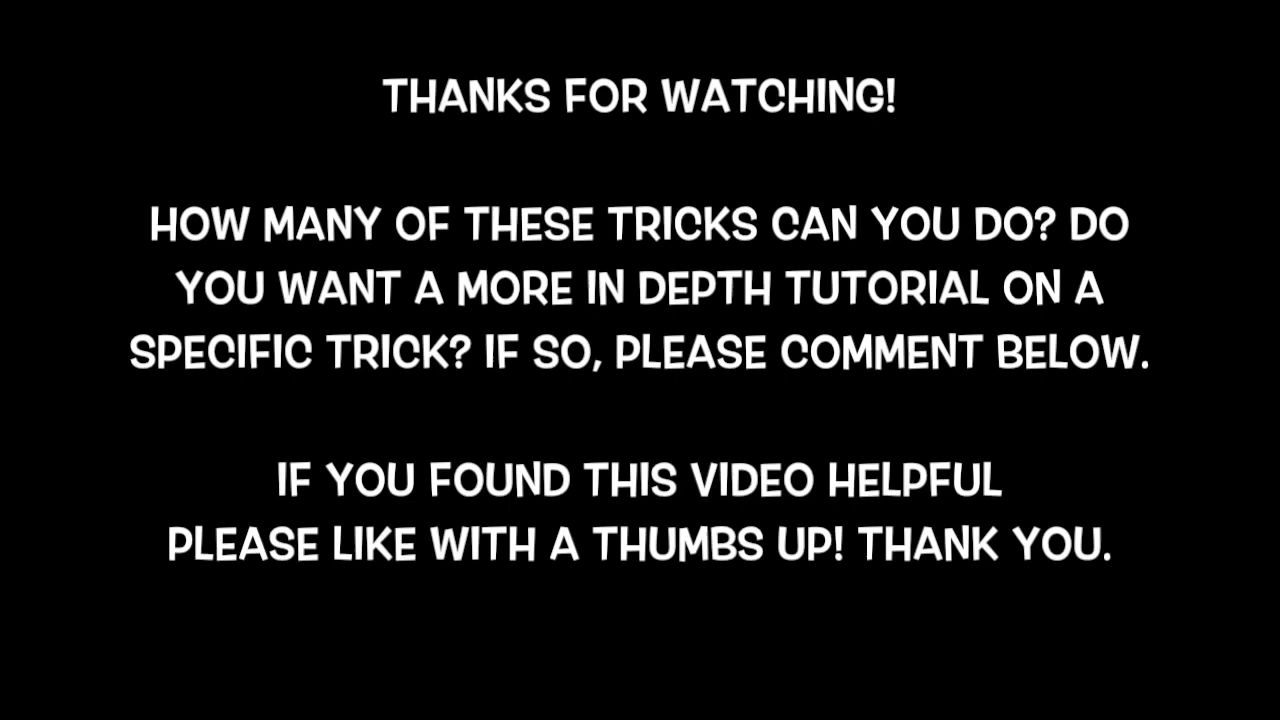 THANKS FOR WATCHING!
HOW MANY OF THESE TRICKS CAN YOU DO? DO
YOU WANT A MORE IN DEPTH TUTORIAL ON A
SPECIFIC TRICK? IF SO, PLEASE COMMENT BELOW.
IF YOU FOUND THIS VIDEO HELPFUL
PLEASE LIKE WITH A THUMBS UP! THANK YOU.